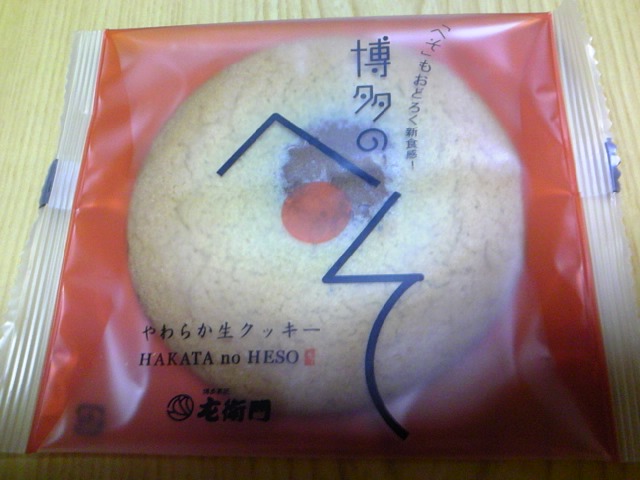 「へそ」もおどろく新食感！
博多の
へそ
やわらか生クッキー
HAKATA no HESO
左衛門